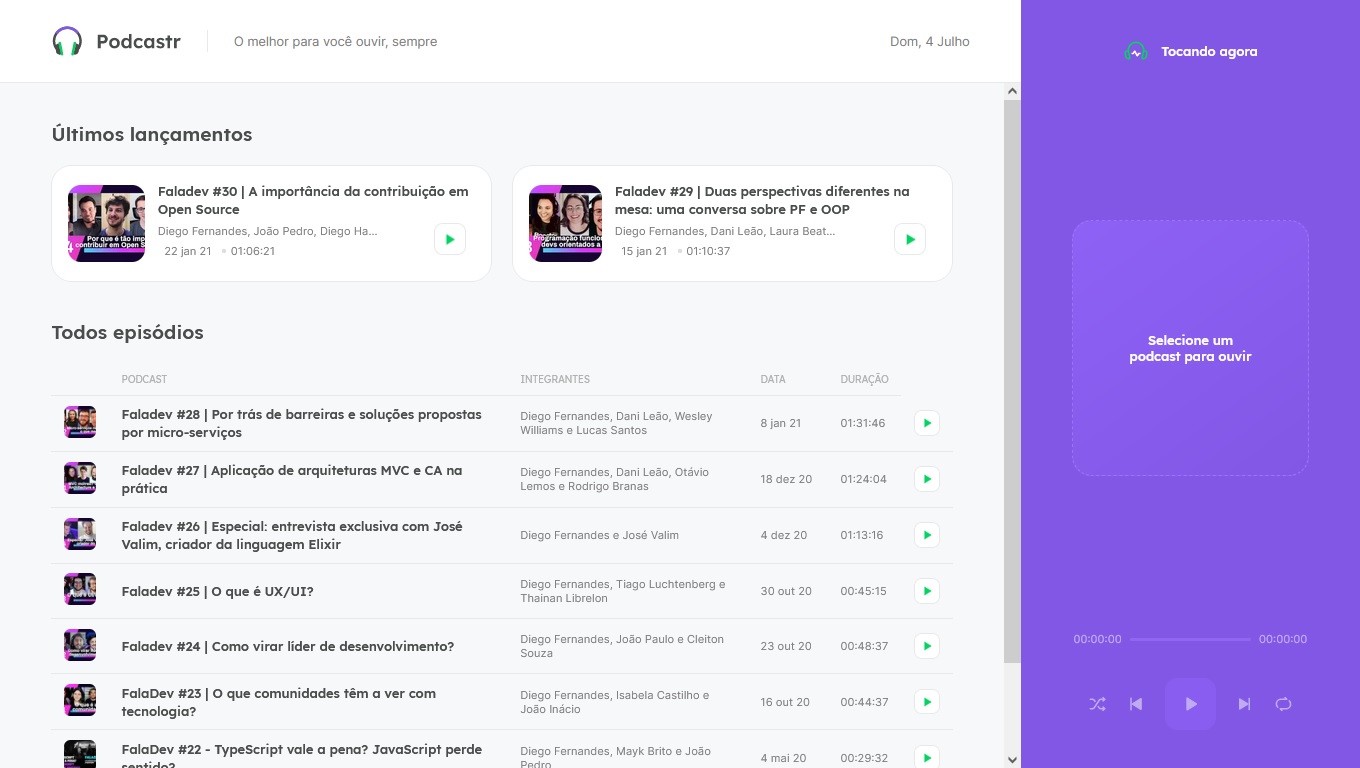 Podcastr
O melhor para você ouvir, sempre
Dom, 4 Julho
Tocando agora
Últimos lançamentos
Faladev #30 | A importância da contribuição em
Open Source
Diego Fernandes, João Pedro, Diego Ha...
22 jan 21
01:06:21
Por que é tão imp
contribuir em Open S
Faladev #29 | Duas perspectivas diferentes na
mesa: uma conversa sobre PF e OOP
Diego Fernandes, Dani Leão, Laura Beat...
15 jan 21
01:10:37
Programação funcio
devs orientados a
Todos episódios
PODCAST
INTEGRANTES
DATA
DURAÇÃO
Faladev #28 | Por trás de barreiras e soluções propostas
por micro-serviços
Diego Fernandes, Dani Leão, Wesley
Williams e Lucas Santos
8 jan 21
01:31:46
Faladev #27 | Aplicação de arquiteturas MVC e CA na
prática
Diego Fernandes, Dani Leão, Otávio
Lemos e Rodrigo Branas
18 dez 20
01:24:04
Faladev #26 | Especial: entrevista exclusiva com José
Valim, criador da linguagem Elixir
Diego Fernandes e José Valim
4 dez 20
01:13:16
Faladev #25 | O que é UX/UI?
Diego Fernandes, Tiago Luchtenberg e
Thainan Librelon
30 out 20
00:45:15
Faladev #24 | Como virar líder de desenvolvimento?
Diego Fernandes, João Paulo e Cleiton
Souza
23 out 20
00:48:37
FalaDev #23 | O que comunidades têm a ver com
tecnologia?
Diego Fernandes, Isabela Castilho e
João Inácio
16 out 20
00:44:37
FalaDev #22 - TypeScript vale a pena? JavaScript perde
sentido?
Diego Fernandes, Mayk Brito e João
Pedro
4 mai 20
00:29:32
Selecione um
podcast para ouvir
00:00:00
00:00:00